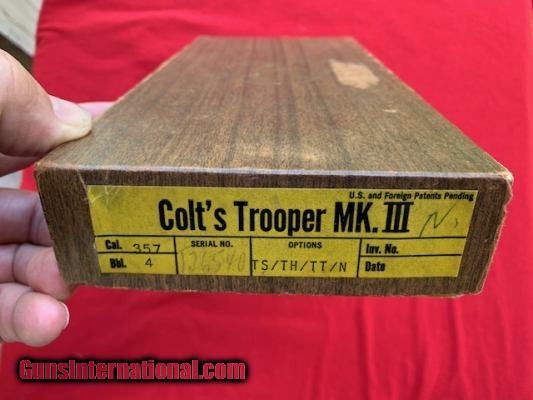 U.S. and Foreign Patents Pending
Colt's Trooper MK. III
N
Cal. 357
SERIAL NO.
OPTIONS
Inv. No.
Bbl. 4
TS/TH/TT/N
Date
GunsInternational.com